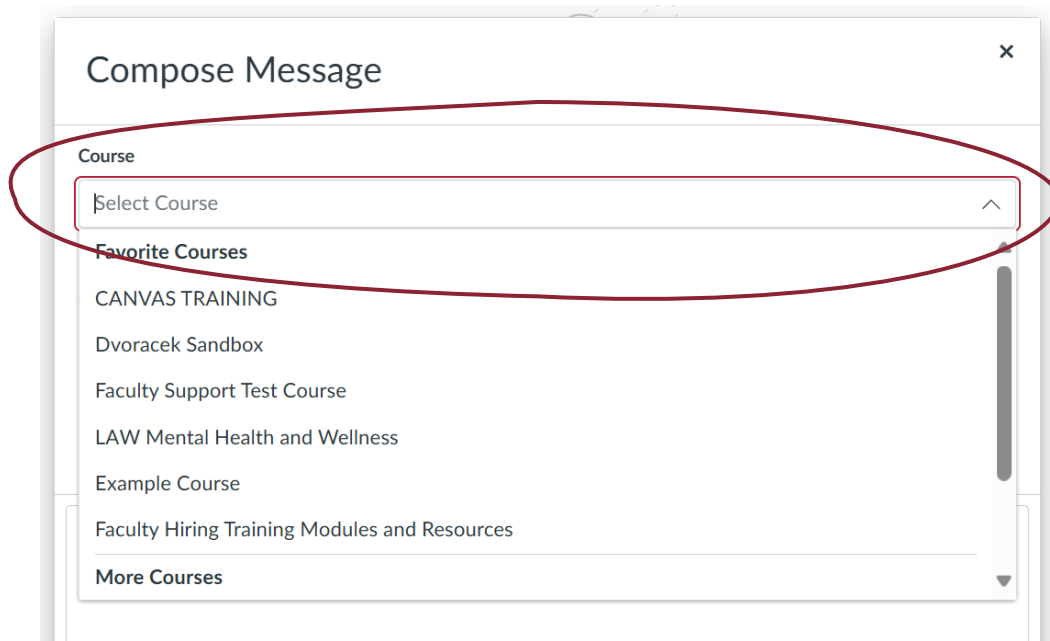 Compose Message
Course
Select Course
Favorite Courses
CANVAS TRAINING
Dvoracek Sandbox
Faculty Support Test Course
LAW Mental Health and Wellness
Example Course
Faculty Hiring Training Modules and Resources
More Courses